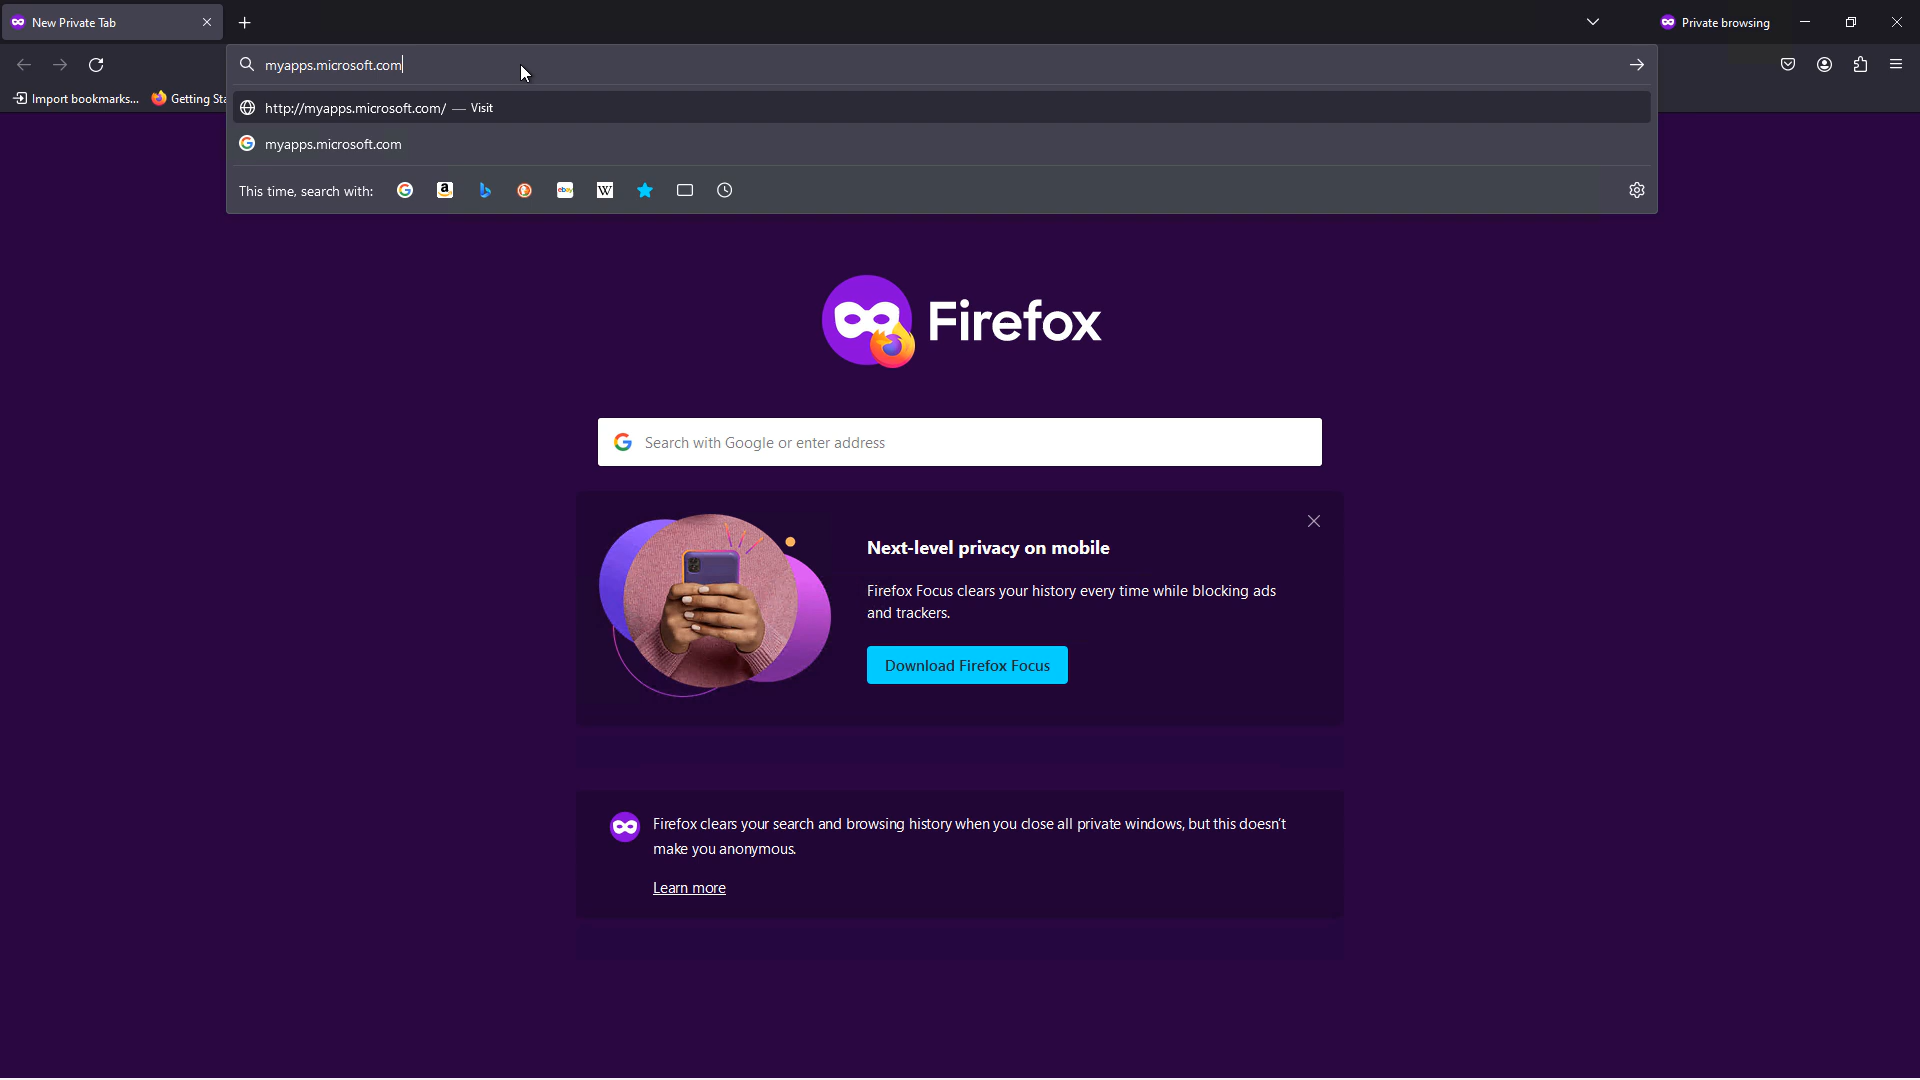 New Private Tab
Private browsing
myapps.microsoft.com
Import bookmarks...
Getting Sta
http://myapps.microsoft.com/ — Visit
myapps.microsoft.com
This time, search with:
a
ebay
W
Firefox
Search with Google or enter address
Next-level privacy on mobile
Firefox Focus clears your history every time while blocking ads
and trackers.
Download Firefox Focus
Firefox clears your search and browsing history when you close all private windows, but this doesn't
make you anonymous.
Learn more